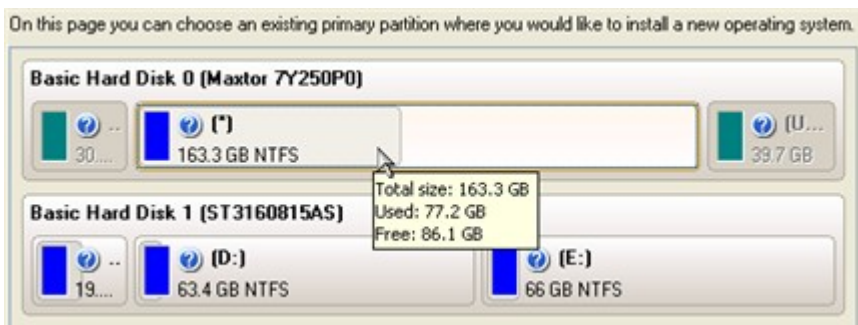 On this page you can choose an existing primary partition where you would like to install a new operating system.
Basic Hard Disk 0 (Maxtor 7Y250P0)
.. (*) (U...
30.... 163.3 GB NTFS 39.7 GB
Total size: 163.3 GB
Used: 77.2 GB
Free: 86.1 GB
Basic Hard Disk 1 (ST3160815AS)
.. (D:) (E:)
19.... 63.4 GB NTFS 66 GB NTFS